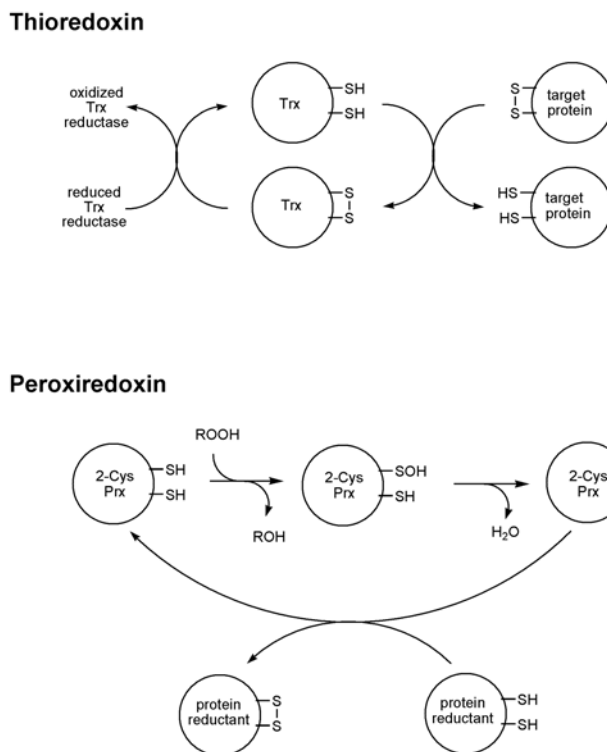 Thioredoxin
oxidized
Trx
reductase
reduced
Trx
reductase
Trx
SH
SH
Trx
S
S
S
S
target
protein
HS
HS
target
protein
Peroxiredoxin
2-Cys
Prx
SH
SH
ROOH
ROH
2-Cys
Prx
SOH
SH
H₂O
2-Cys
Prx
protein
reductant
S
S
protein
reductant
SH
SH